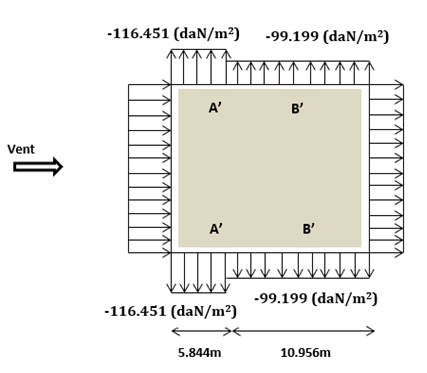 -116.451 (daN/m²)
-99.199 (daN/m²)
A’
B’
Vent
A’
B’
-99.199 (daN/m²)
-116.451 (daN/m²)
5.844m
10.956m